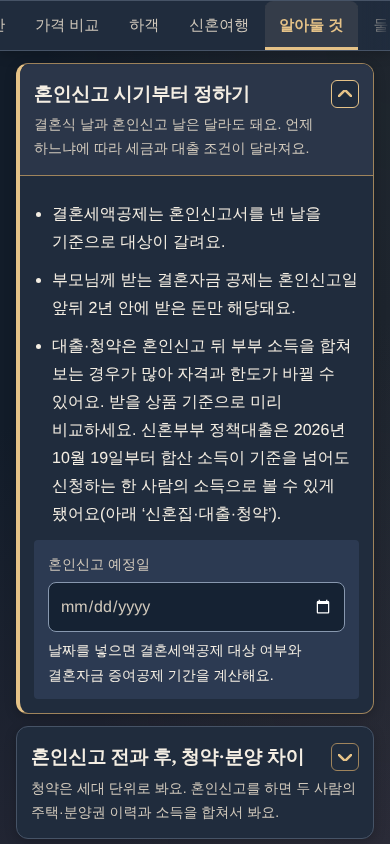 가격 비교 하객 신혼여행 알아둘 것
혼인신고 시기부터 정하기
결혼식 날과 혼인신고 날은 달라도 돼요. 언제
하느냐에 따라 세금과 대출 조건이 달라져요.
• 결혼세액공제는 혼인신고서를 낸 날을
기준으로 대상이 갈려요.
• 부모님께 받는 결혼자금 공제는 혼인신고일
앞뒤 2년 안에 받은 돈만 해당돼요.
• 대출·청약은 혼인신고 뒤 부부 소득을 합쳐
보는 경우가 많아 자격과 한도가 바뀔 수
있어요. 받을 상품 기준으로 미리
비교하세요. 신혼부부 정책대출은 2026년
10월 19일부터 합산 소득이 기준을 넘어도
신청하는 한 사람의 소득으로 볼 수 있게
됐어요(아래 ‘신혼집·대출·청약’).
혼인신고 예정일
mm/dd/yyyy
날짜를 넣으면 결혼세액공제 대상 여부와
결혼자금 증여공제 기간을 계산해요.
혼인신고 전과 후, 청약·분양 차이
청약은 세대 단위로 봐요. 혼인신고를 하면 두 사람의
주택·분양권 이력과 소득을 합쳐서 봐요.